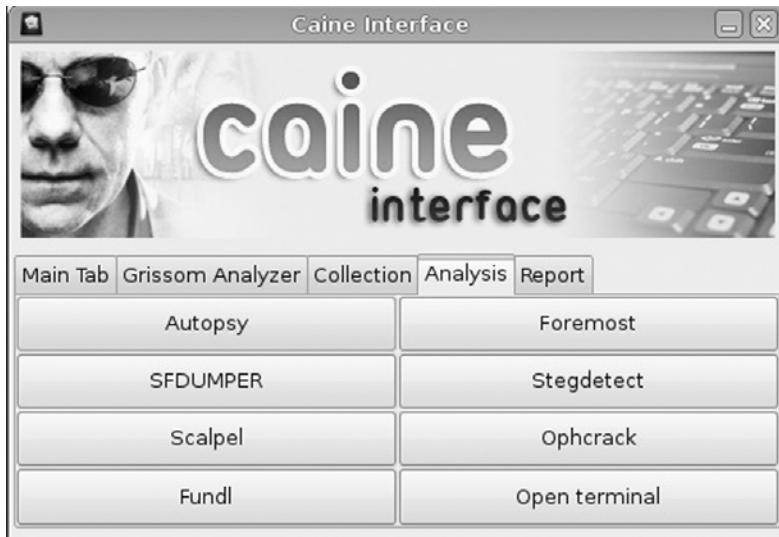 Caine Interface
caine
interface
Main Tab Grissom Analyzer Collection Analysis Report
Autopsy Foremost
SFDUMPER Stegdetect
Scalpel Ophcrack
Fundl Open terminal